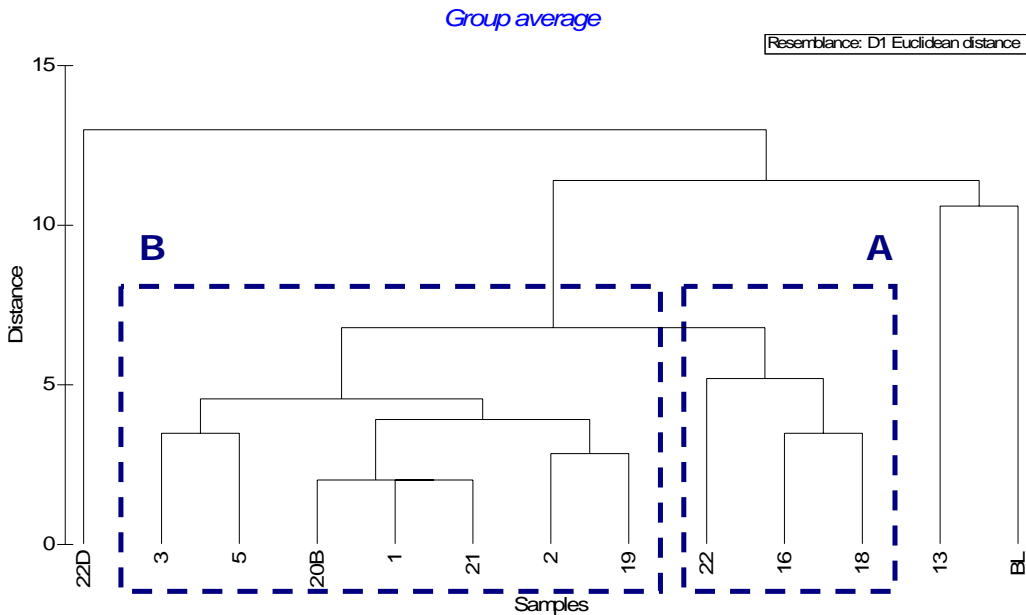 Group average
Resemblance: D1 Euclidean distance
15
10
5
0
Distance
B
A
22D
3
5
20B
1
21
2
19
22
16
18
13
BL
Samples